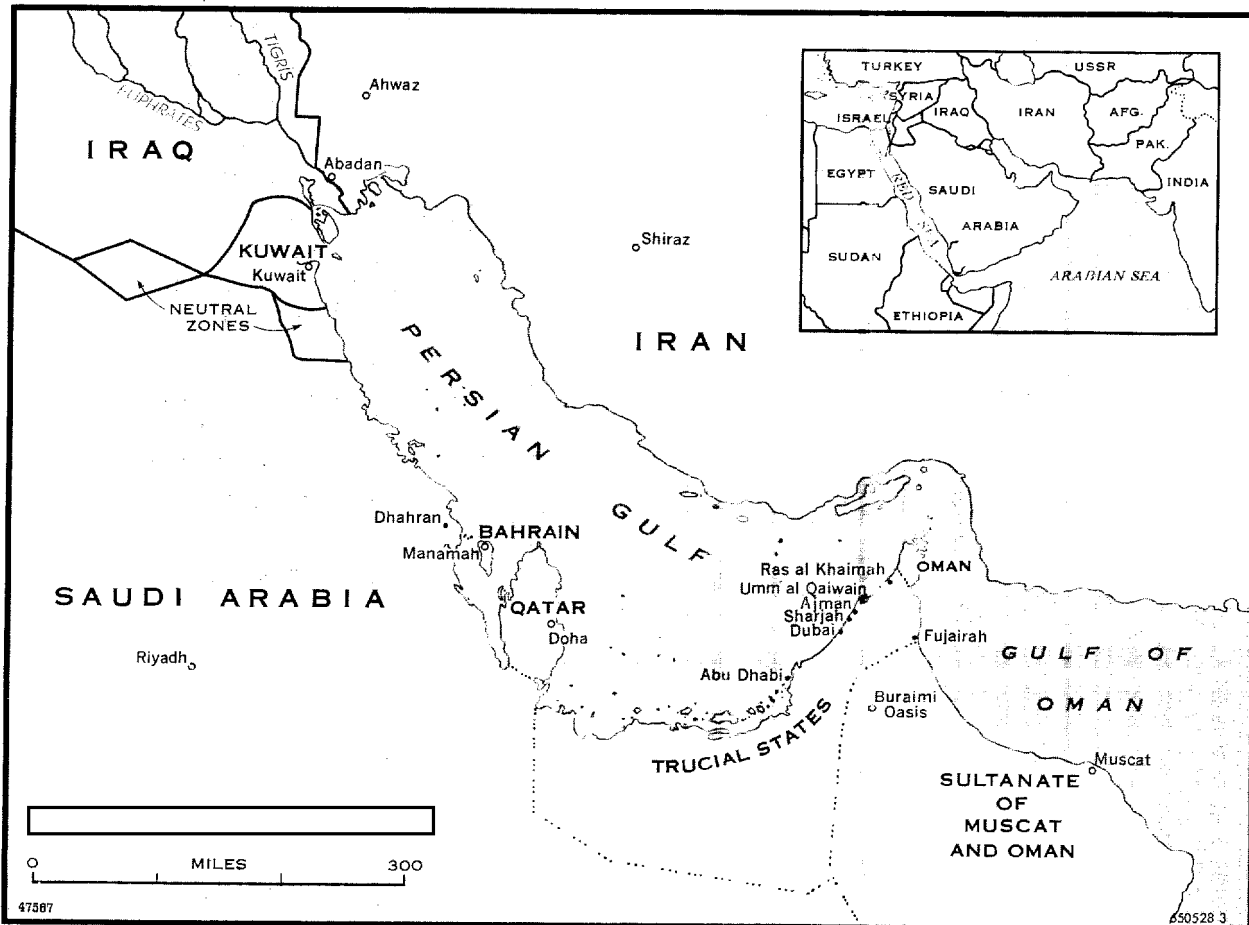 TIGRIS
EUPHRATES
Ahwaz
IRAQ
Abadan
KUWAIT
Kuwait
NEUTRAL
ZONES
Shiraz
IRAN
PERSIAN
GULF
Dhahran
BAHRAIN
Manamah
SAUDI ARABIA
QATAR
Doha
Riyadh
Ras al Khaimah
OMAN
Umm al Qaiwain
Ajman
Sharjah
Dubai
Fujairah
Abu Dhabi
GULF OF
OMAN
Buraimi
Oasis
TRUCIAL STATES
Muscat
SULTANATE
OF
MUSCAT
AND OMAN
0 MILES 300
47567
650528 3
TURKEY
USSR
SYRIA
ISRAEL
IRAQ
IRAN
AFG.
PAK.
EGYPT
RED SEA
SAUDI
ARABIA
INDIA
SUDAN
ARABIAN SEA
ETHIOPIA